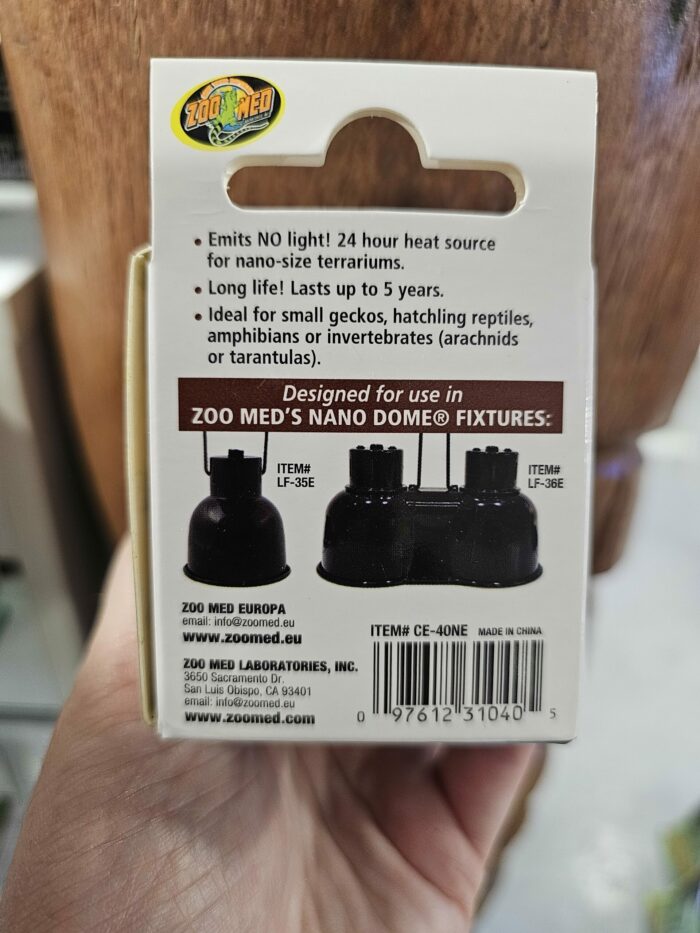 ZOO MED
• Emits NO light! 24 hour heat source
for nano-size terrariums.
• Long life! Lasts up to 5 years.
• Ideal for small geckos, hatchling reptiles,
amphibians or invertebrates (arachnids
or tarantulas).
Designed for use in
ZOO MED'S NANO DOME® FIXTURES:
ITEM#
LF-35E
ITEM#
LF-36E
ZOO MED EUROPA
email: info@zoomed.eu
www.zoomed.eu
ZOO MED LABORATORIES, INC.
3650 Sacramento Dr.
San Luis Obispo, CA 93401
email: info@zoomed.eu
www.zoomed.com
ITEM# CE-40NE MADE IN CHINA
0 97612 31040 5